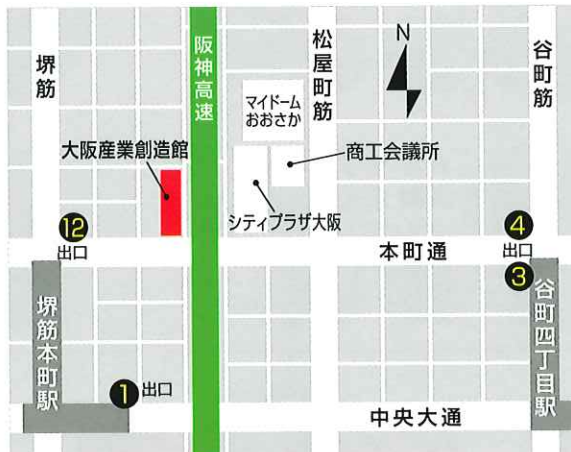 堺筋
阪神高速
松屋町筋
N
谷町筋
マイドーム
おおさか
大阪産業創造館
商工会議所
シティプラザ大阪
12
出口
本町通
4
出口
3
堺筋本町駅
谷町四丁目駅
1 出口
中央大通